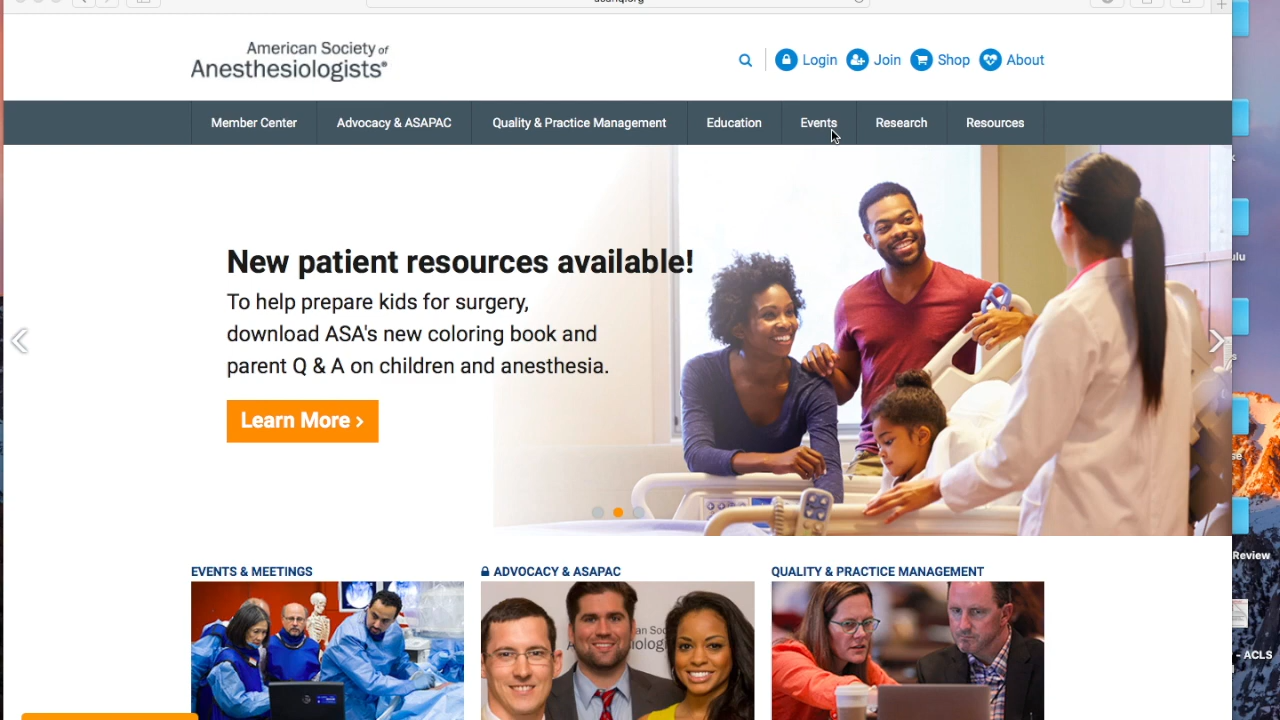 American Society of
Anesthesiologists®
Login
Join
Shop
About
Member Center
Advocacy & ASAPAC
Quality & Practice Management
Education
Events
Research
Resources
New patient resources available!
To help prepare kids for surgery,
download ASA's new coloring book and
parent Q & A on children and anesthesia.
Learn More >
EVENTS & MEETINGS
ADVOCACY & ASAPAC
QUALITY & PRACTICE MANAGEMENT
Review
- ACLS